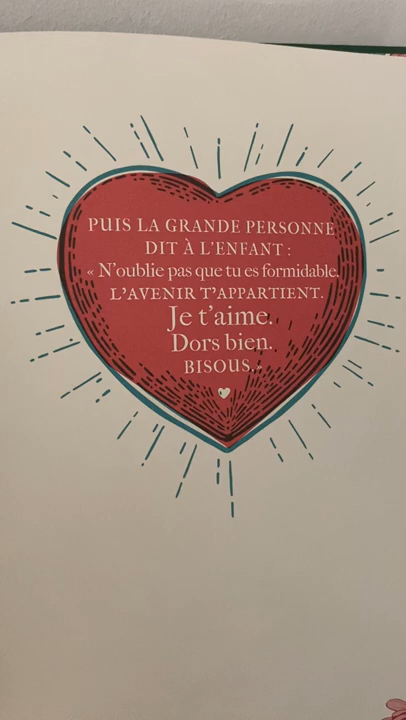 PUIS LA GRANDE PERSONNE
DIT À L'ENFANT :
« N'oublie pas que tu es formidable.
L'AVENIR T'APPARTIENT.
Je t'aime.
Dors bien.
BISOUS.»